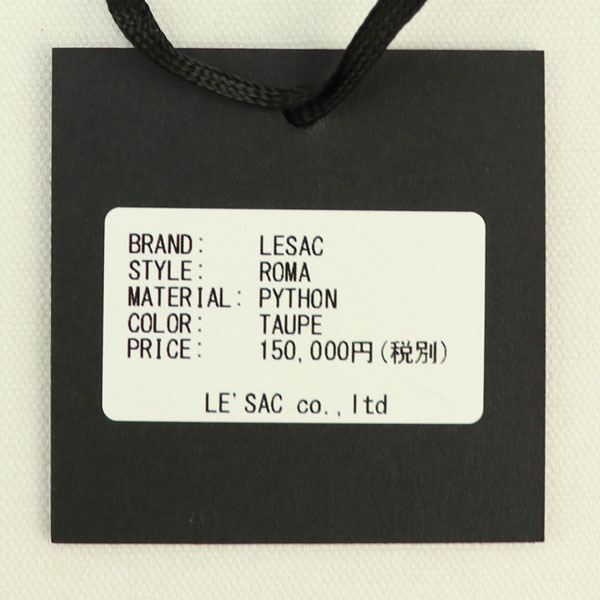 BRAND: LESAC
STYLE: ROMA
MATERIAL: PYTHON
COLOR: TAUPE
PRICE: 150,000円(税別)
LE'SAC co.,ltd